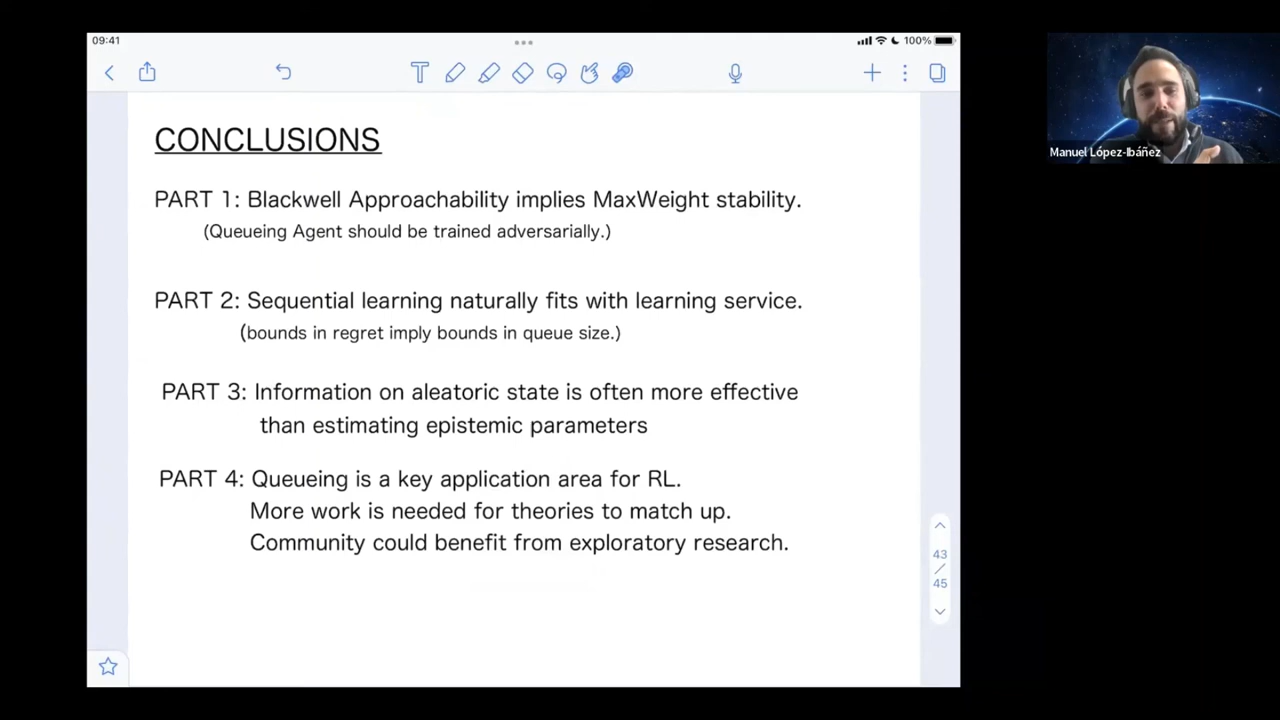 09:41
100%
CONCLUSIONS
PART 1: Blackwell Approachability implies MaxWeight stability.
(Queueing Agent should be trained adversarially.)
PART 2: Sequential learning naturally fits with learning service.
(bounds in regret imply bounds in queue size.)
PART 3: Information on aleatoric state is often more effective
than estimating epistemic parameters
PART 4: Queueing is a key application area for RL.
More work is needed for theories to match up.
Community could benefit from exploratory research.
43
/
45
Manuel López-Ibáñez